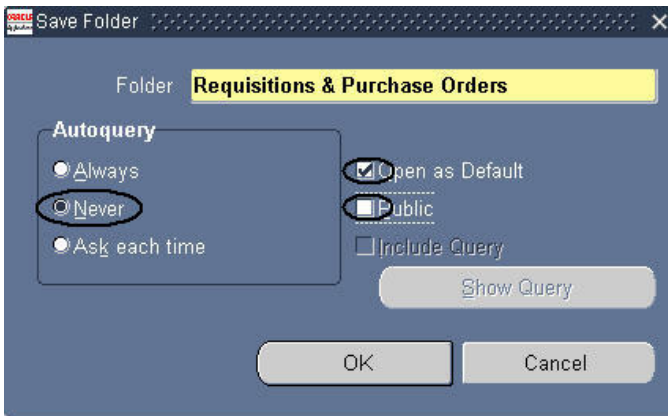 ORACLE
Save Folder
Folder Requisitions & Purchase Orders
Autoquery
Always
Never
Ask each time
Open as Default
Public
Include Query
Show Query
OK Cancel